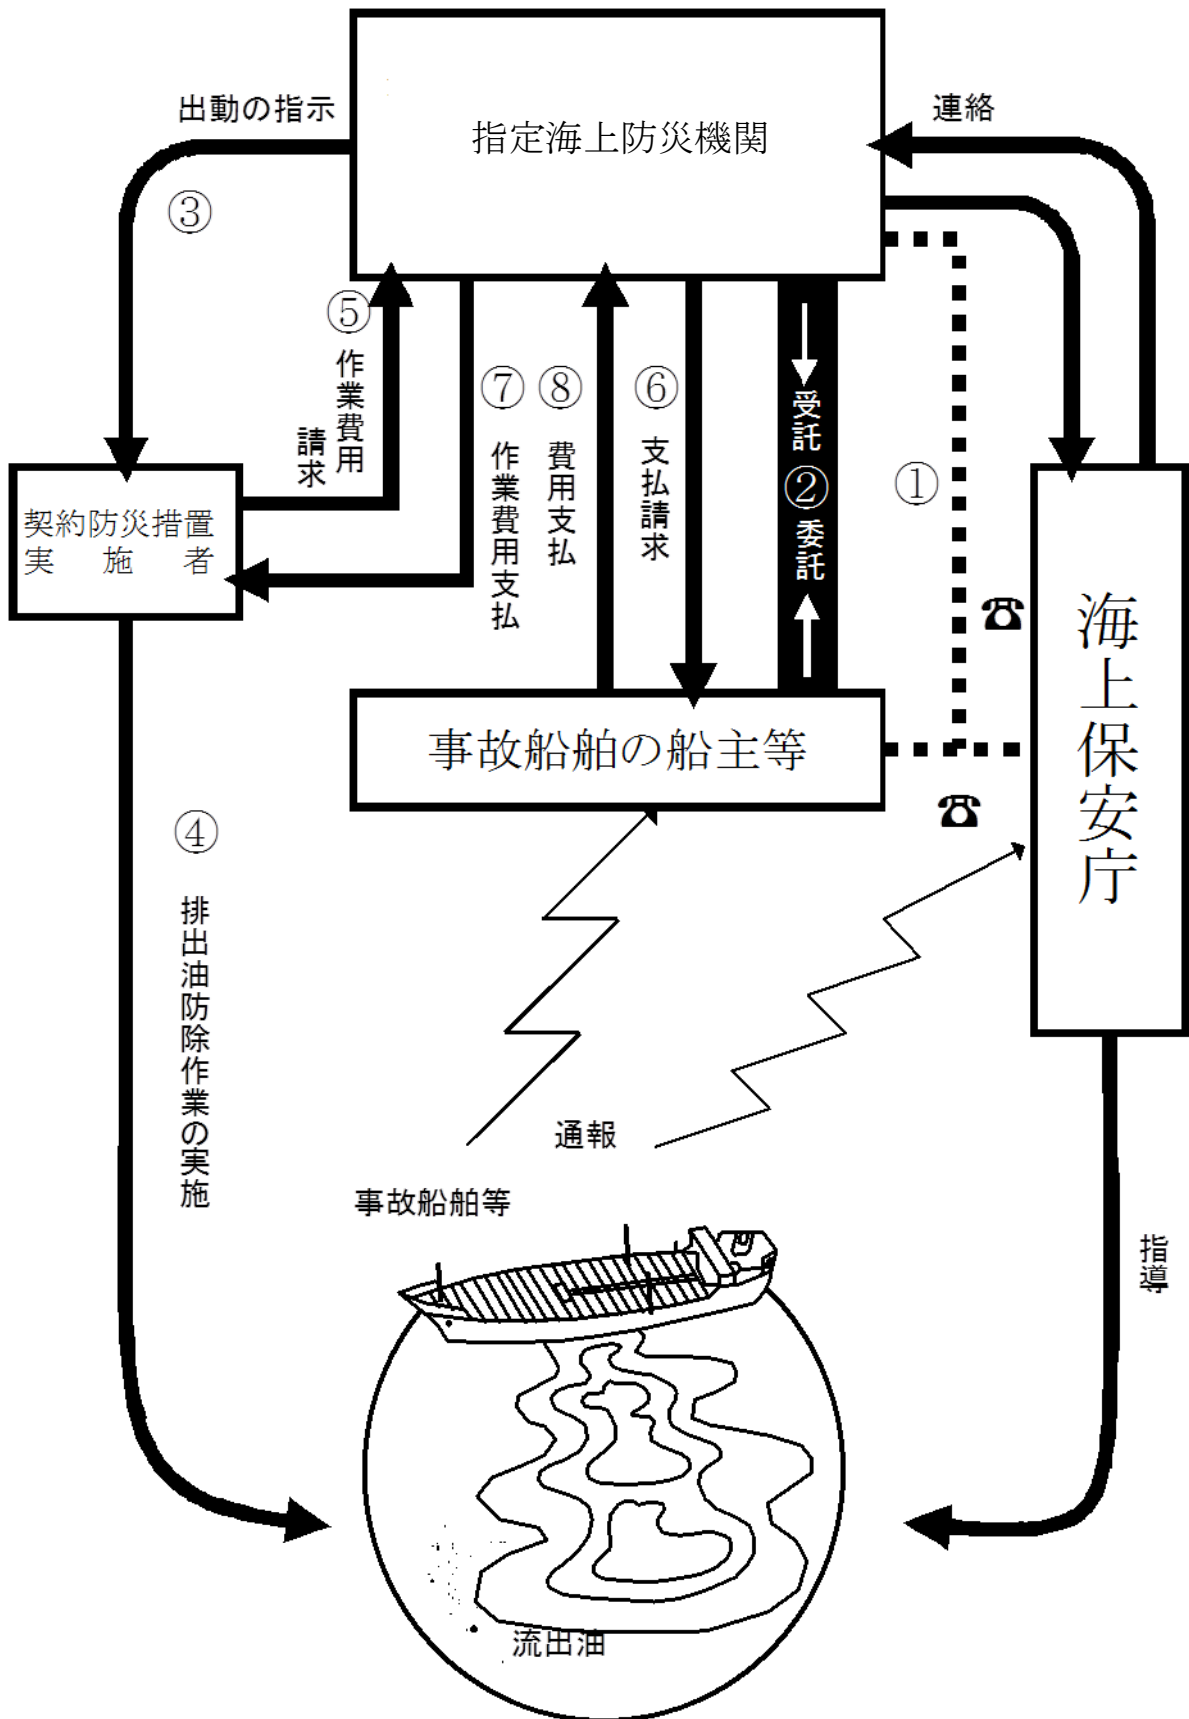 指定海上防災機関
出動の指示
連絡
③
⑤
作業費用
請求
⑦
作業費用支払
⑧
費用支払
⑥
支払請求
受託
②
委託
①
契約防災措置
実施者
☎
海上保安庁
事故船舶の船主等
☎
④
排出油防除作業の実施
通報
事故船舶等
指導
流出油